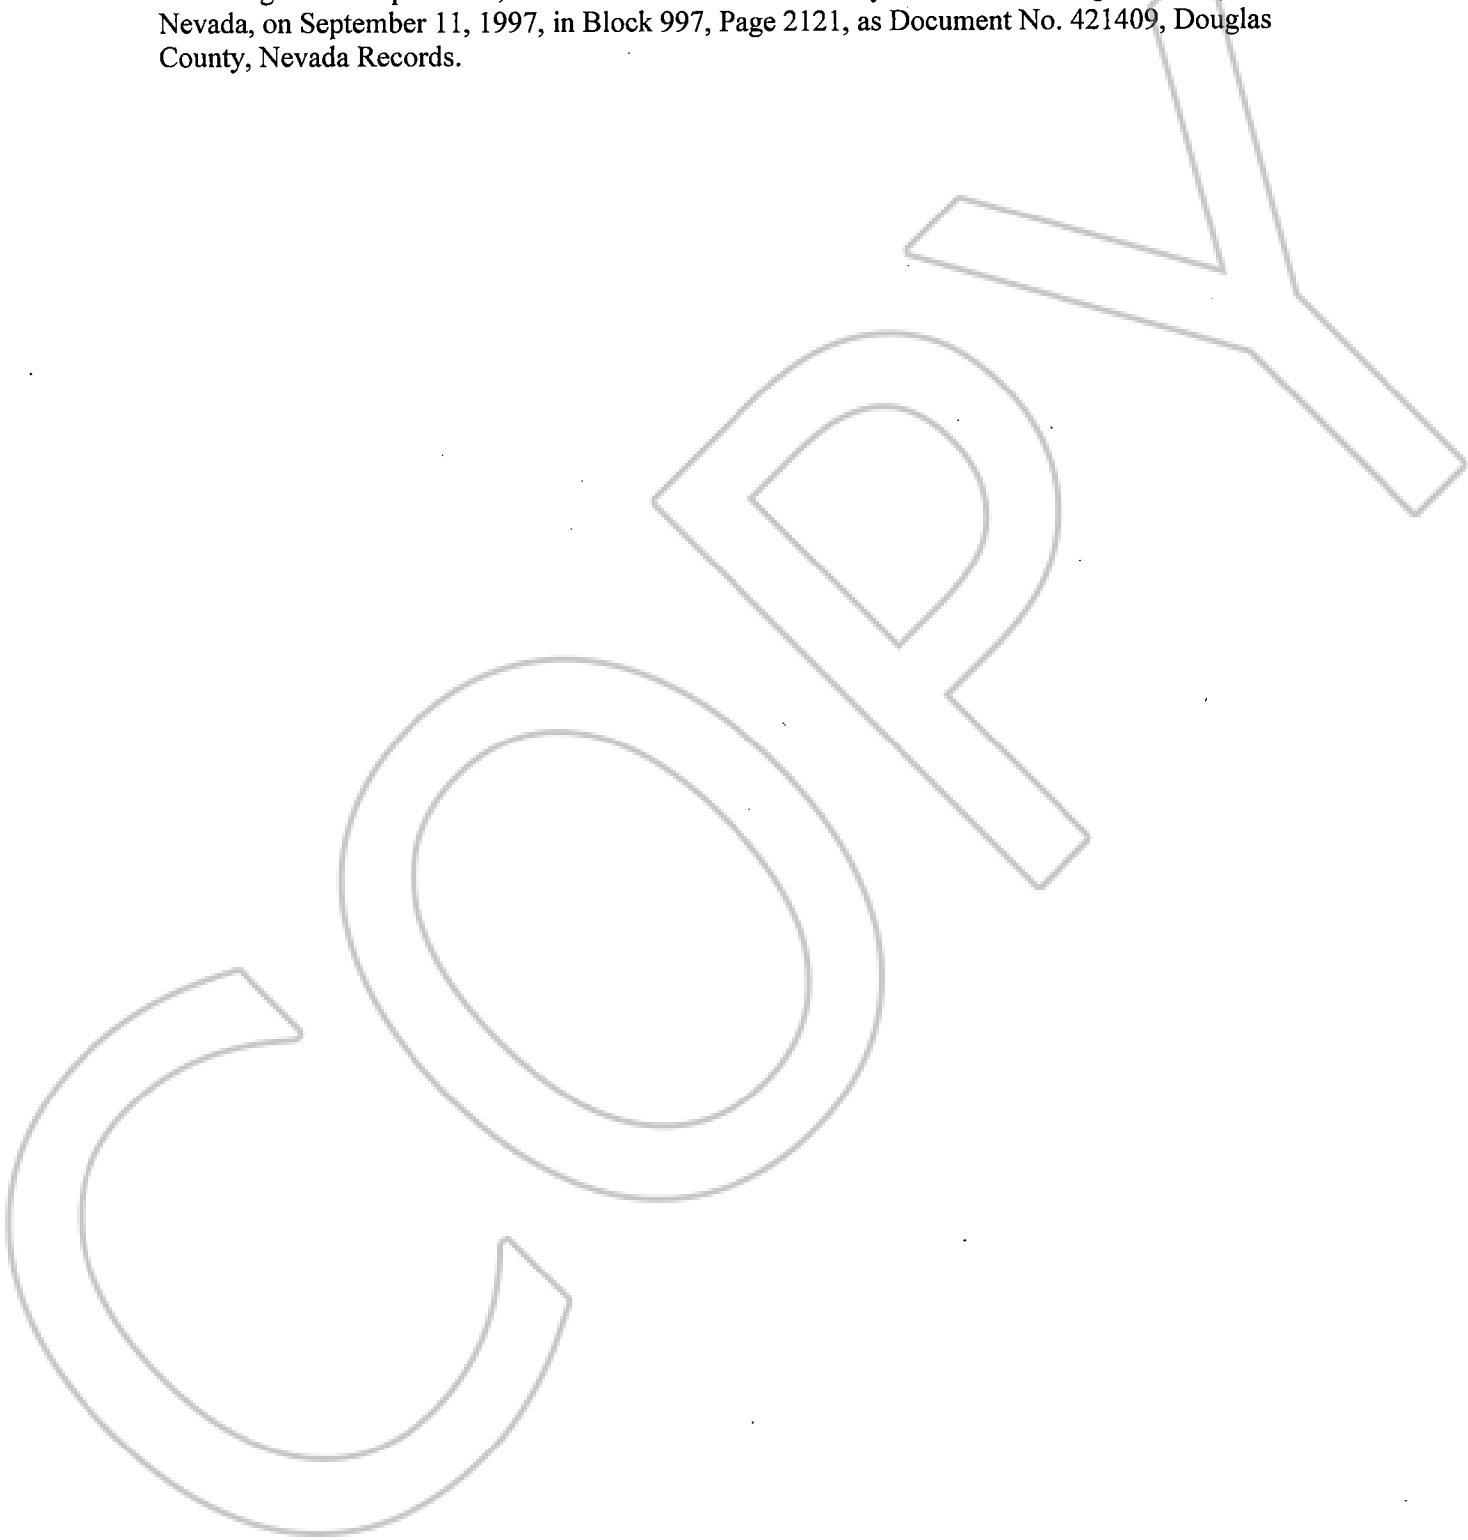 Nevada, on September 11, 1997, in Block 997, Page 2121, as Document No. 421409, Douglas
County, Nevada Records.
COPY